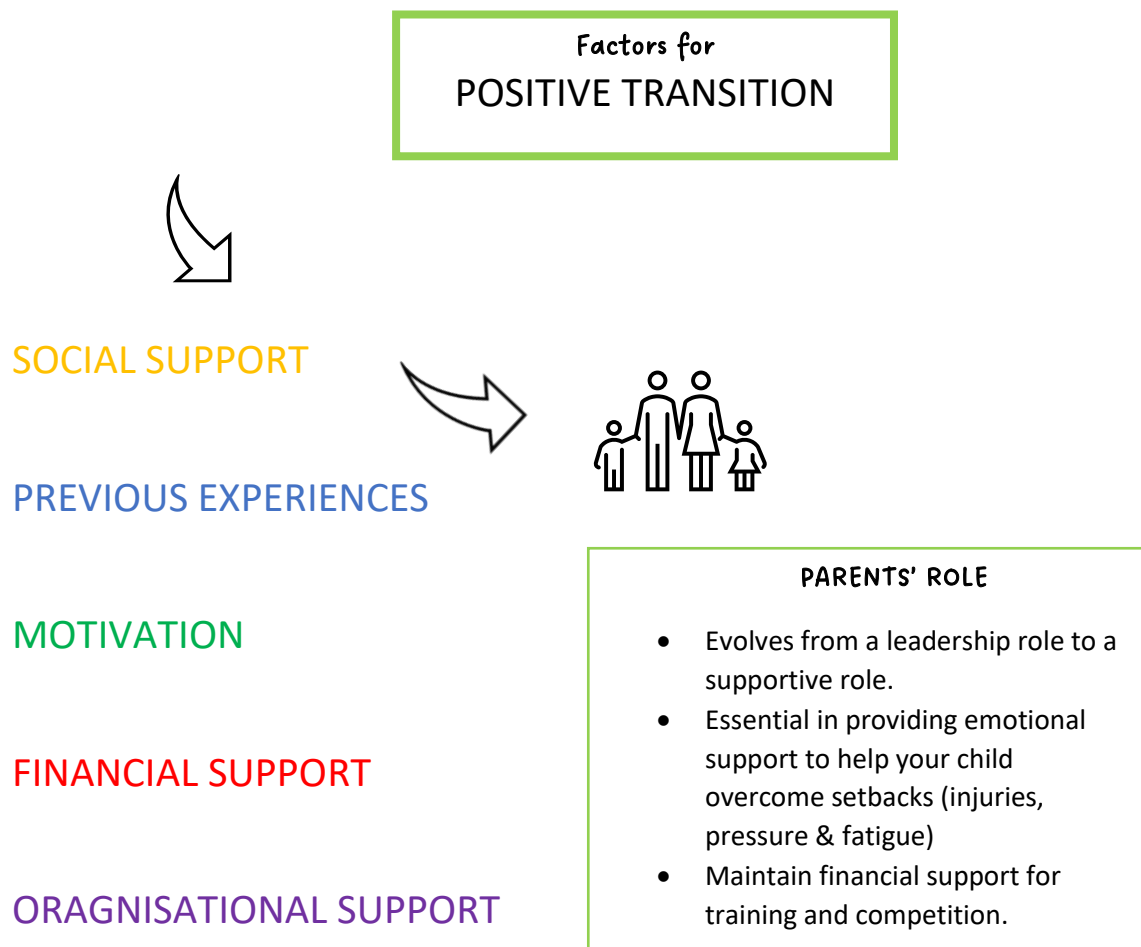 Factors for
POSITIVE TRANSITION
SOCIAL SUPPORT
PREVIOUS EXPERIENCES
MOTIVATION
FINANCIAL SUPPORT
ORAGNISATIONAL SUPPORT
PARENTS' ROLE
• Evolves from a leadership role to a
supportive role.
• Essential in providing emotional
support to help your child
overcome setbacks (injuries,
pressure & fatigue)
• Maintain financial support for
training and competition.